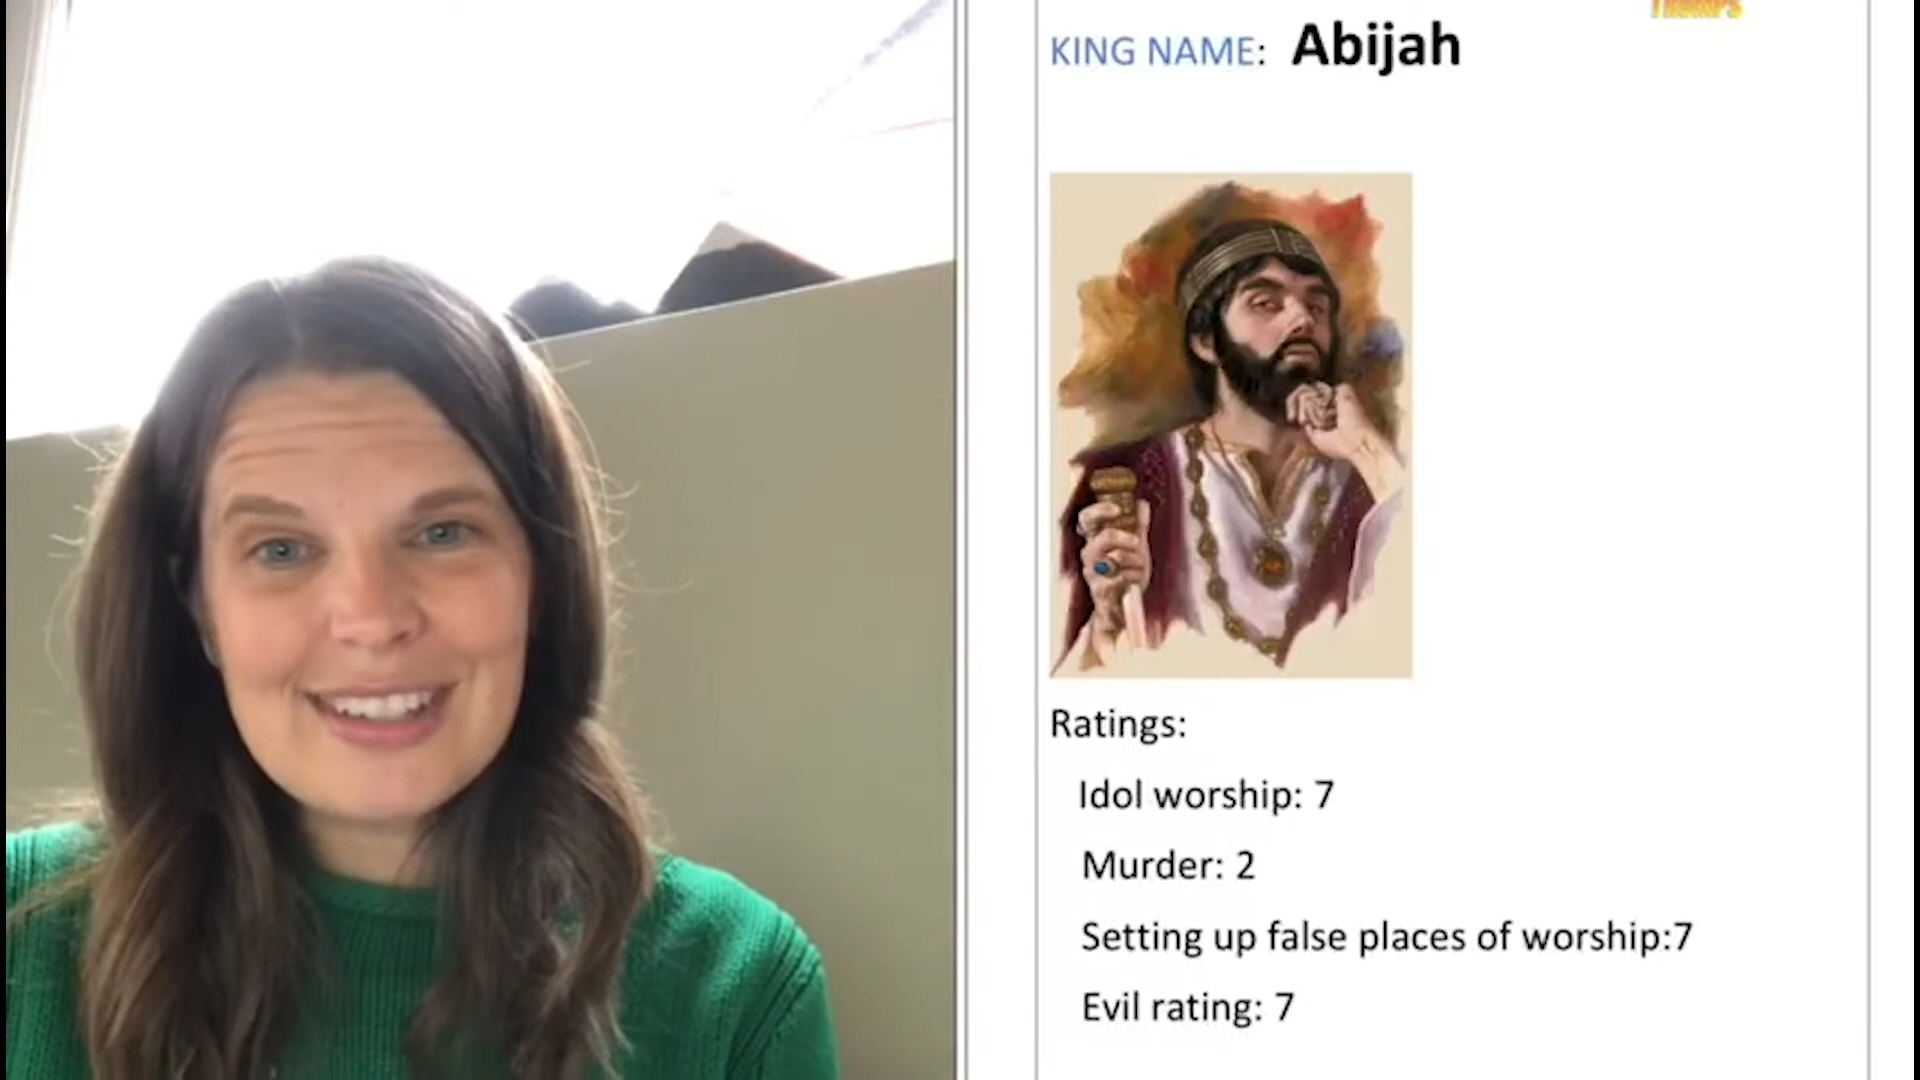 KING NAME: Abijah
Ratings:
Idol worship: 7
Murder: 2
Setting up false places of worship:7
Evil rating: 7